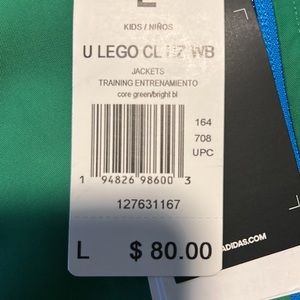 L
KIDS / NIÑOS
U LEGO CL HZ WB
JACKETS
TRAINING ENTRENAMIENTO
core green/bright bl
164
708
UPC
1 94826 98600 3
127631167
L $ 80.00
ADIDAS.COM